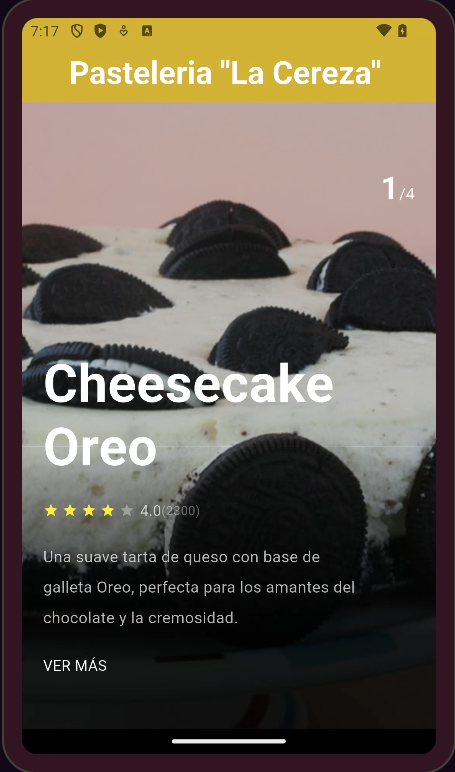 7:17
Pasteleria "La Cereza"
1/4
Cheesecake
Oreo
4.0(2300)
Una suave tarta de queso con base de
galleta Oreo, perfecta para los amantes del
chocolate y la cremosidad.
VER MÁS